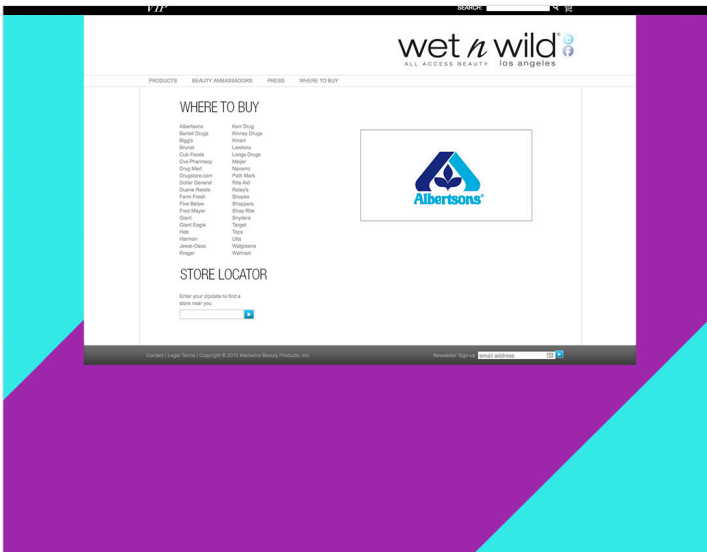 VIP
SEARCH:
wet n wild®
ALL ACCESS BEAUTY los angeles
PRODUCTS BEAUTY AMBASSADORS PRESS WHERE TO BUY
WHERE TO BUY
Albertsons
Bartell Drugs
Bigg's
Brunet
Cub Foods
Cvs Pharmacy
Drug Mart
Drugstore.com
Dollar General
Duane Reade
Farm Fresh
Five Below
Fred Meyer
Giant
Giant Eagle
Heb
Harmon
Jewel-Osco
Kroger
Kerr Drug
Kinney Drugs
Kmart
Lawtons
Longs Drugs
Meijer
Navarro
Path Mark
Rite Aid
Raley's
Shopko
Shoppers
Shop Rite
Snyders
Target
Tops
Ulta
Walgreens
Walmart
Albertsons®
STORE LOCATOR
Enter your zipcode to find a
store near you
Contact | Legal Terms | Copyright © 2015 Markwins Beauty Products, Inc.
Newsletter Sign-up: email address